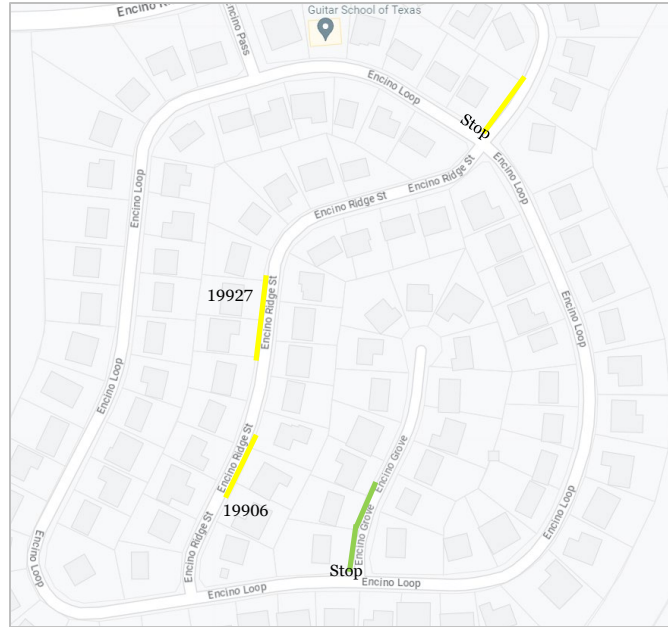 Encino R
Guitar School of Texas
Encino Pass
Encino Loop
Stop
Encino Ridge St
Encino Loop
Encino Ridge St
Encino Loop
19927
Encino Ridge St
Encino Loop
Encino Loop
Encino Ridge St
Encino Grove
19906
Encino Grove
Encino Loop
Encino Ridge St
Encino Loop
Stop
Encino Loop
Encino Loop